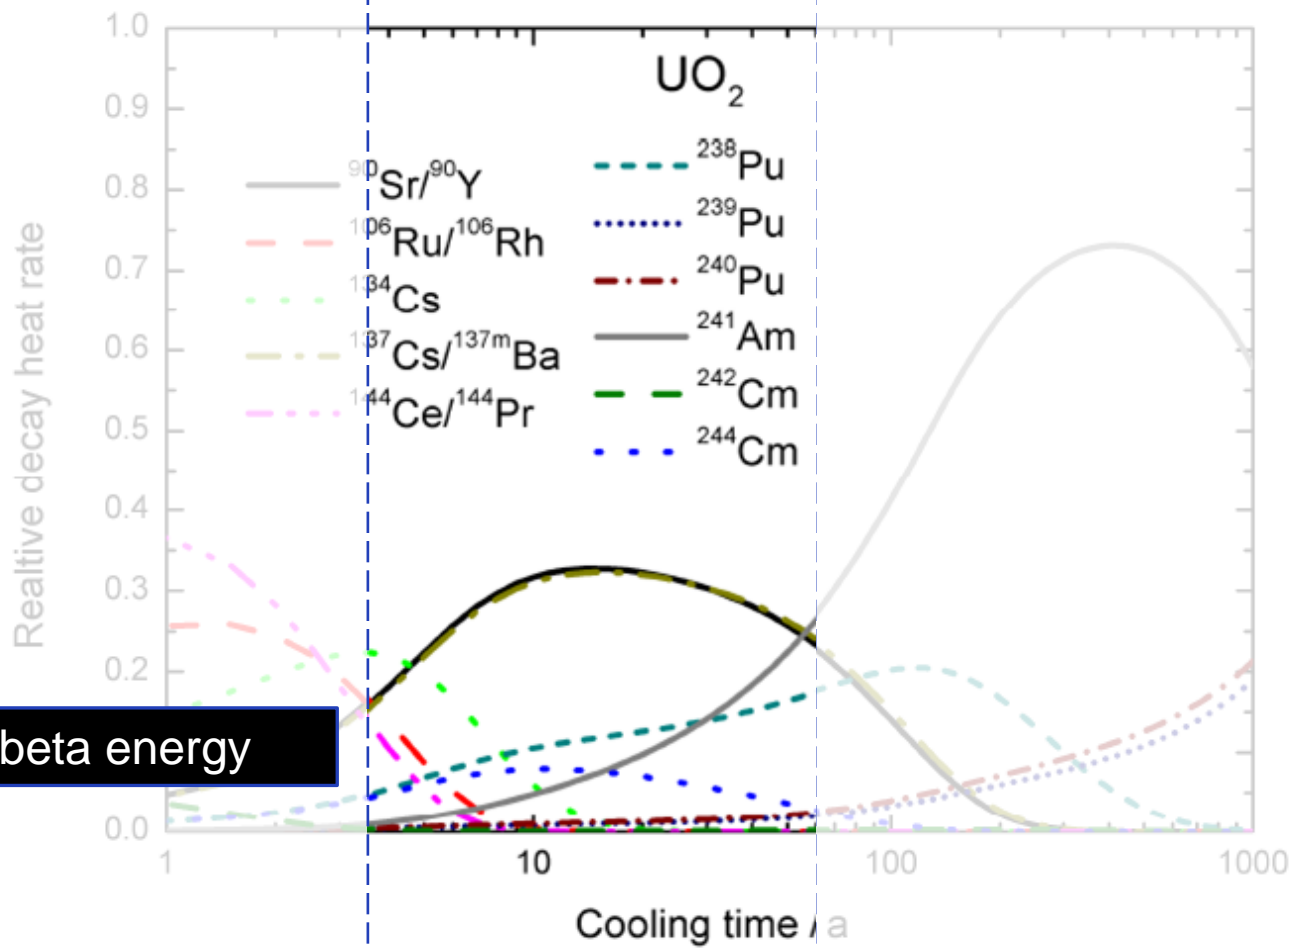 1.0
0.9
0.8
0.7
0.6
0.5
0.4
0.3
0.2
0.0
Realtive decay heat rate
UO₂
⁹⁰Sr/⁹⁰Y
¹⁰⁶Ru/¹⁰⁶Rh
¹³⁴Cs
¹³⁷Cs/¹³⁷ᵐBa
¹⁴⁴Ce/¹⁴⁴Pr
²³⁸Pu
²³⁹Pu
²⁴⁰Pu
²⁴¹Am
²⁴²Cm
²⁴⁴Cm
beta energy
1 10 100 1000
Cooling time / a